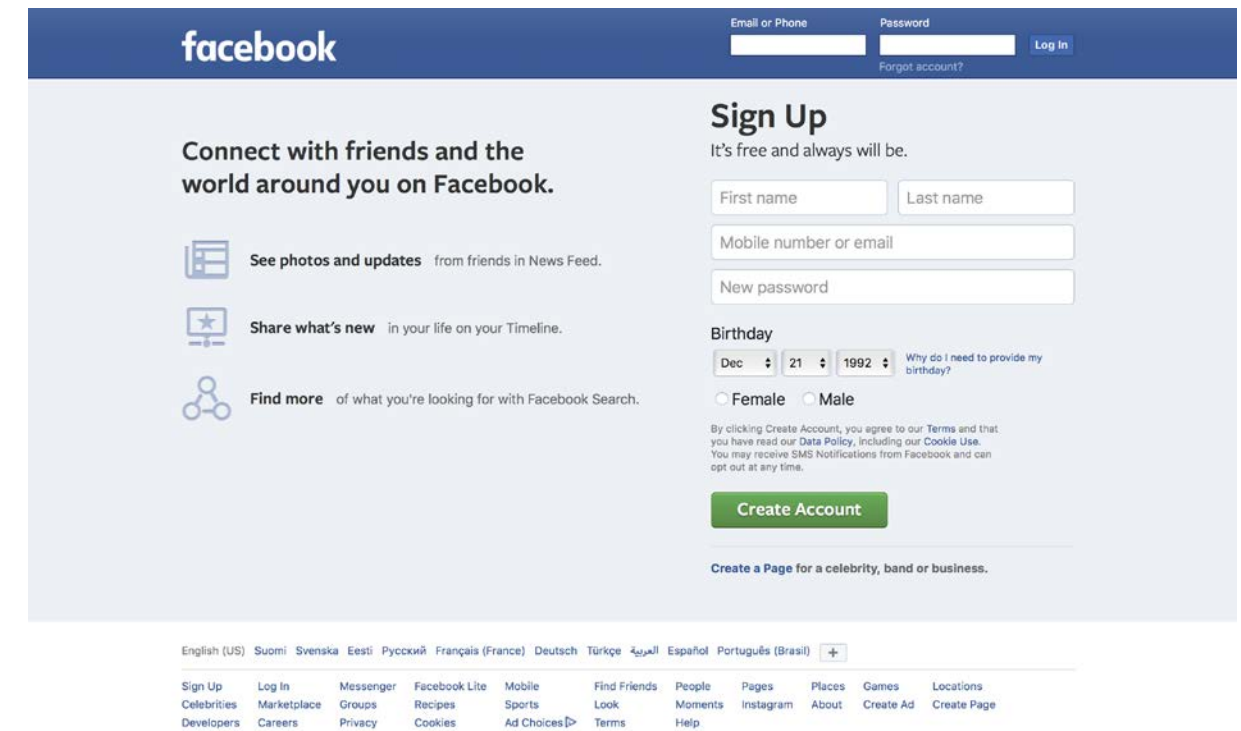 facebook
Email or Phone
Password
Log In
Forgot account?
Connect with friends and the
world around you on Facebook.
See photos and updates from friends in News Feed.
Share what's new in your life on your Timeline.
Find more of what you're looking for with Facebook Search.
Sign Up
It's free and always will be.
First name
Last name
Mobile number or email
New password
Birthday
Dec 21 1992
Why do I need to provide my
birthday?
Female Male
By clicking Create Account, you agree to our Terms and that
you have read our Data Policy, including our Cookie Use.
You may receive SMS Notifications from Facebook and can
opt out at any time.
Create Account
Create a Page for a celebrity, band or business.
English (US) Suomi Svenska Eesti Русский Français (France) Deutsch Türkçe العربية Español Português (Brasil) +
Sign Up Log In Messenger Facebook Lite Mobile Find Friends People Pages Places Games Locations
Celebrities Marketplace Groups Recipes Sports Look Moments Instagram About Create Ad Create Page
Developers Careers Privacy Cookies Ad Choices Terms Help